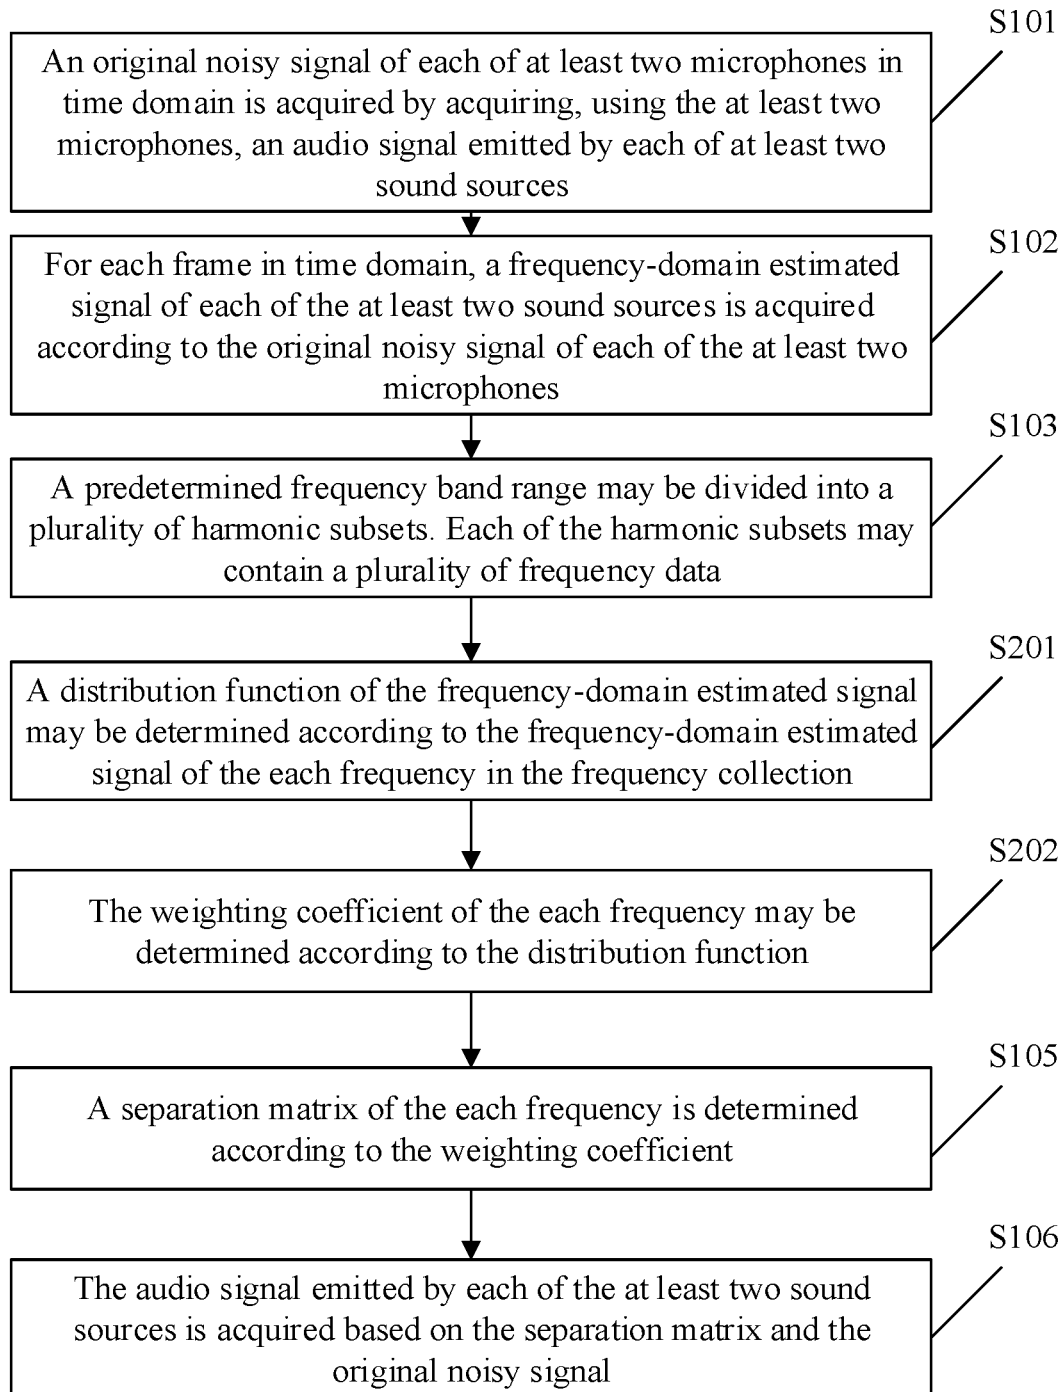 S101
An original noisy signal of each of at least two microphones in
time domain is acquired by acquiring, using the at least two
microphones, an audio signal emitted by each of at least two
sound sources
S102
For each frame in time domain, a frequency-domain estimated
signal of each of the at least two sound sources is acquired
according to the original noisy signal of each of the at least two
microphones
S103
A predetermined frequency band range may be divided into a
plurality of harmonic subsets. Each of the harmonic subsets may
contain a plurality of frequency data
S201
A distribution function of the frequency-domain estimated signal
may be determined according to the frequency-domain estimated
signal of the each frequency in the frequency collection
S202
The weighting coefficient of the each frequency may be
determined according to the distribution function
S105
A separation matrix of the each frequency is determined
according to the weighting coefficient
S106
The audio signal emitted by each of the at least two sound
sources is acquired based on the separation matrix and the
original noisy signal